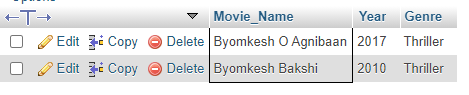 Options
Movie_Name Year Genre
Edit Copy Delete Byomkesh O Agnibaan 2017 Thriller
Edit Copy Delete Byomkesh Bakshi 2010 Thriller